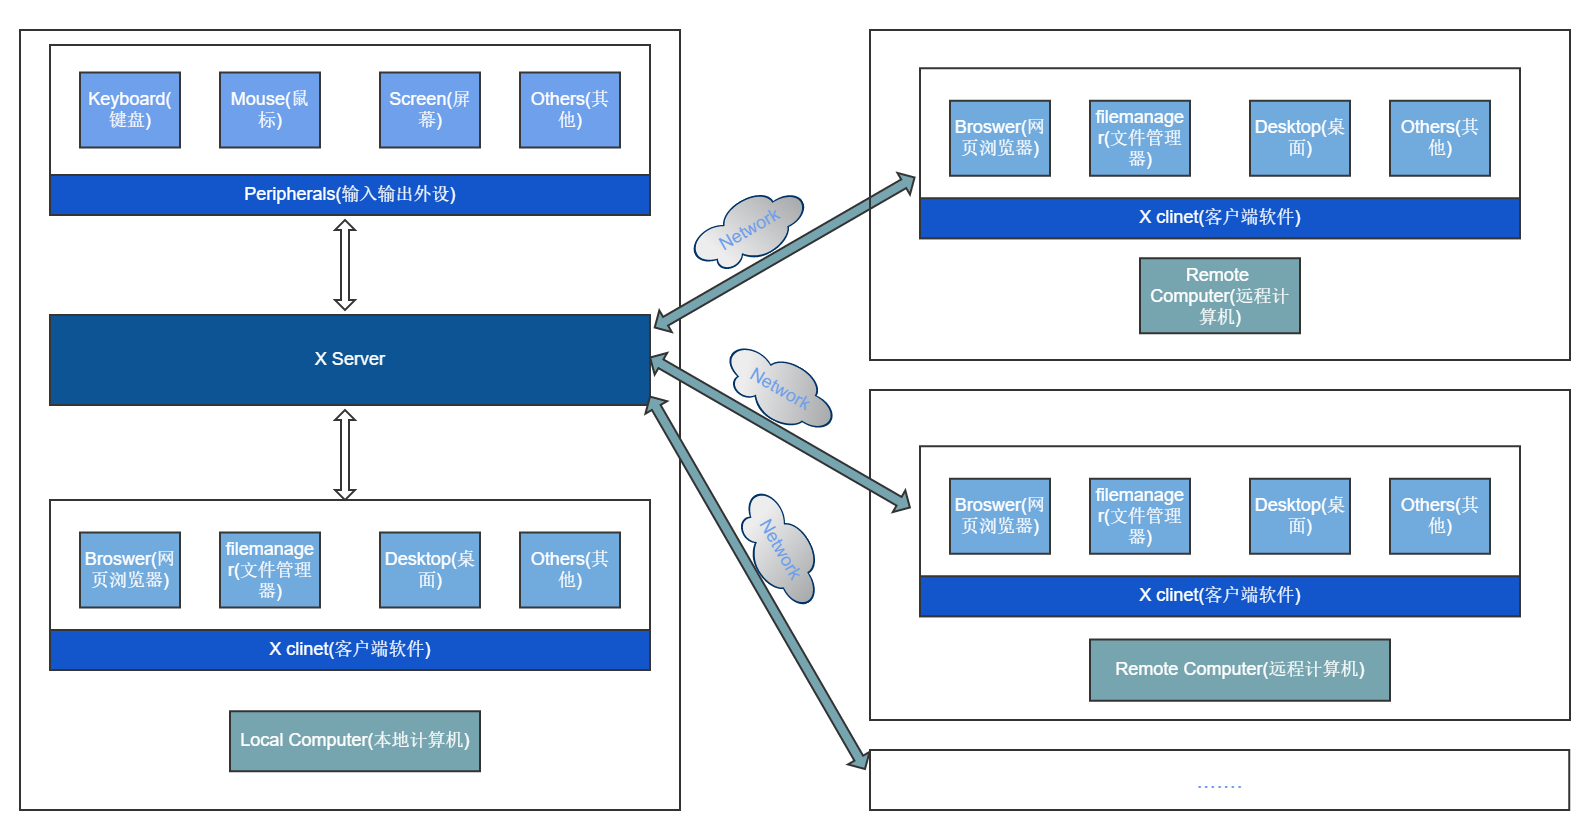 Keyboard(
键盘)
Mouse(鼠
标)
Screen(屏
幕)
Others(其
他)
Peripherals(输入输出外设)
X Server
Broswer(网
页浏览器)
filemanage
r(文件管理
器)
Desktop(桌
面)
Others(其
他)
X clinet(客户端软件)
Local Computer(本地计算机)
Network
Network
Network
Broswer(网
页浏览器)
filemanage
r(文件管理
器)
Desktop(桌
面)
Others(其
他)
X clinet(客户端软件)
Remote
Computer(远程计
算机)
Broswer(网
页浏览器)
filemanage
r(文件管理
器)
Desktop(桌
面)
Others(其
他)
X clinet(客户端软件)
Remote Computer(远程计算机)
.......